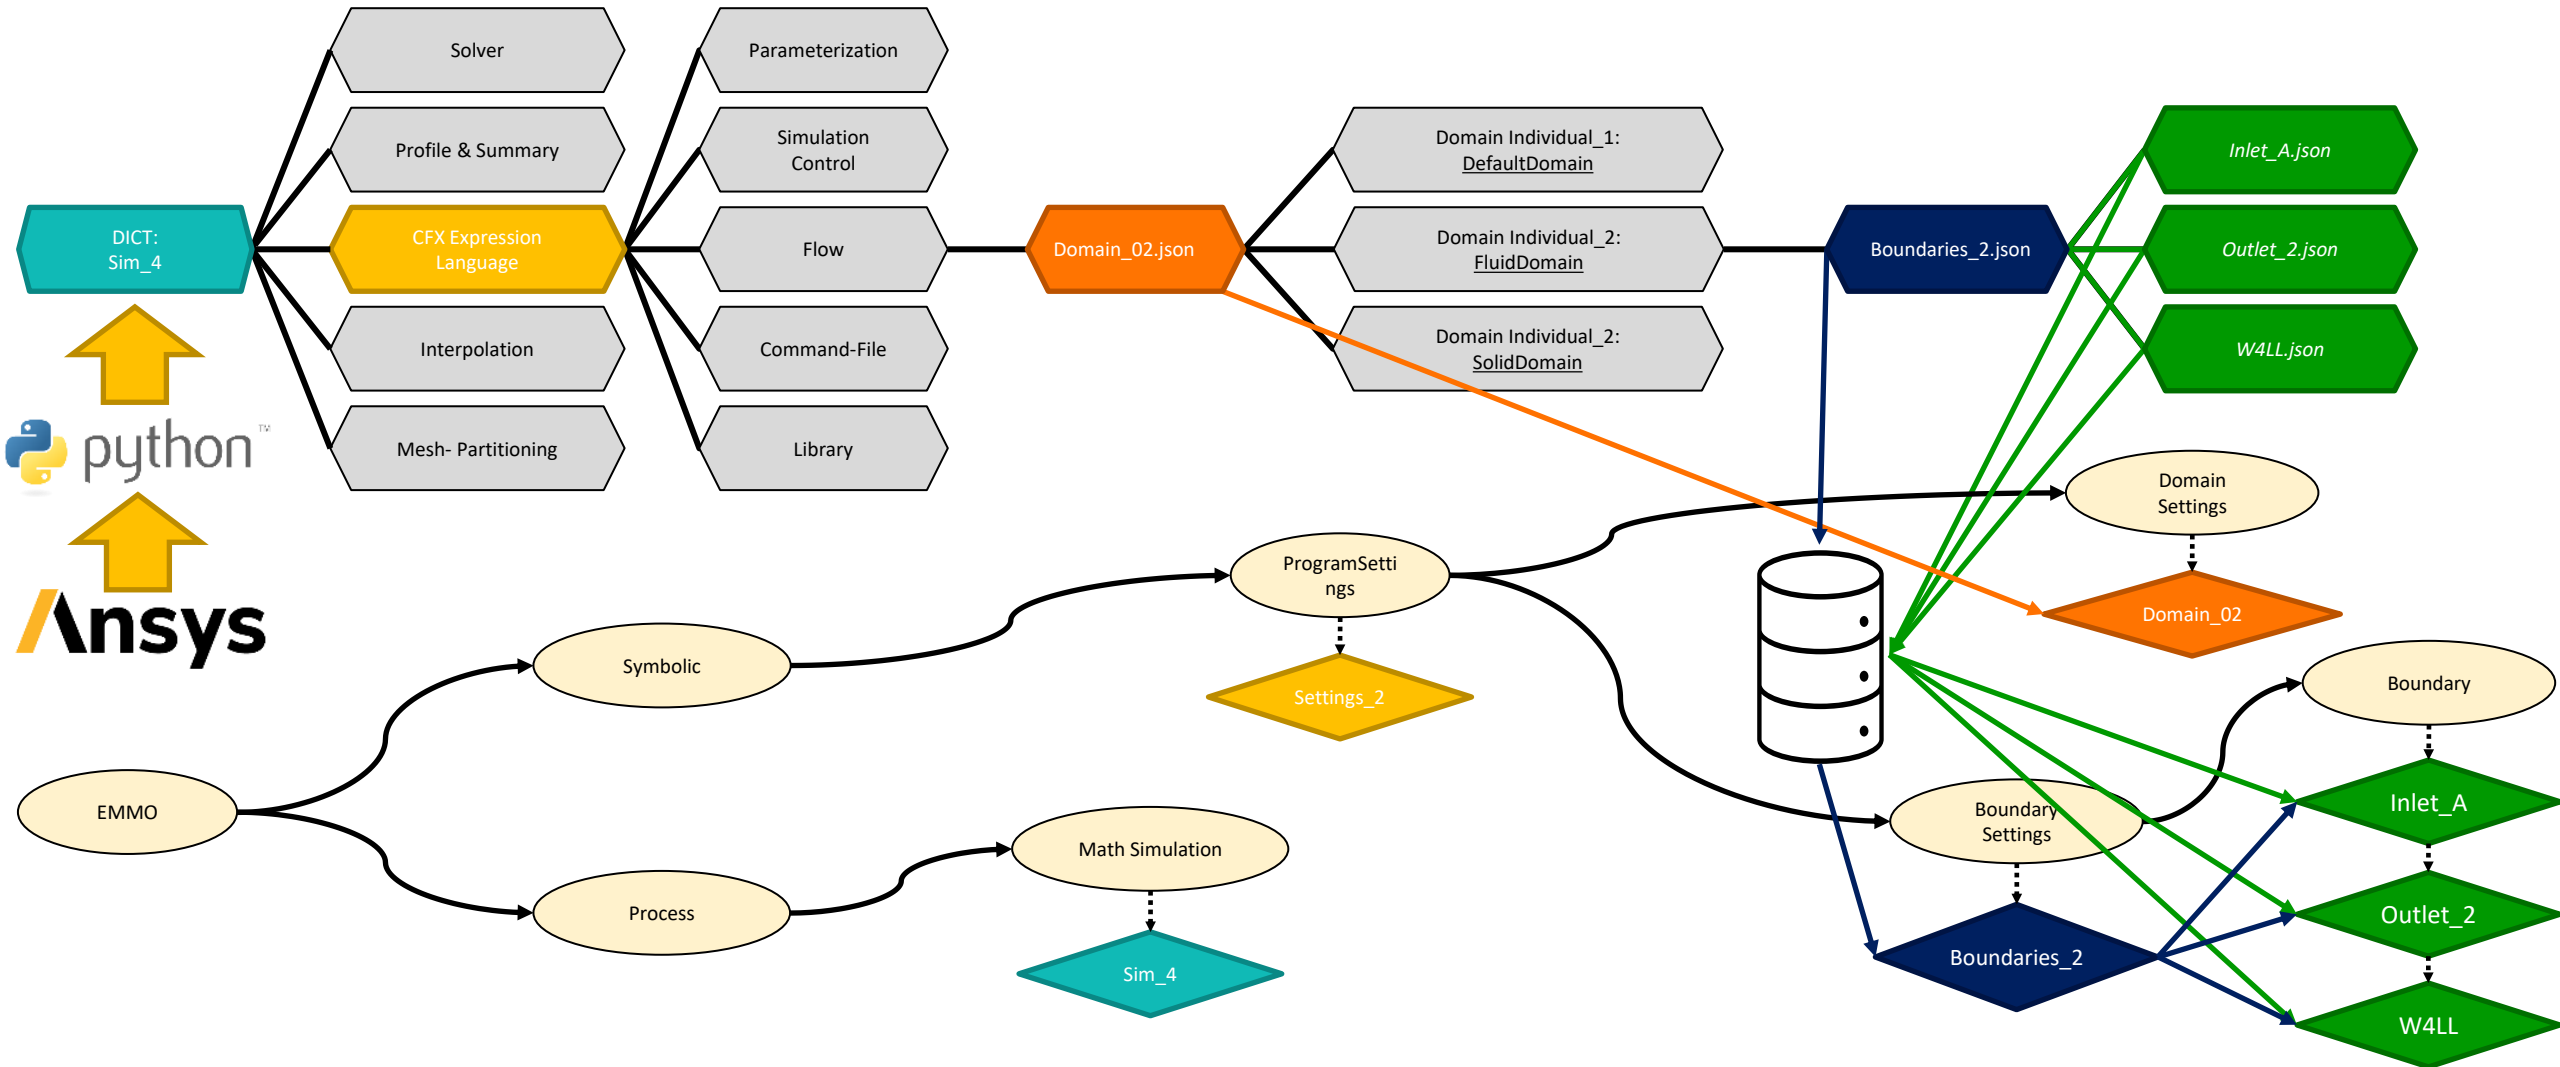 Solver
Parameterization
Profile & Summary
Simulation
Control
Domain Individual_1:
DefaultDomain
Inlet_A.json
DICT:
Sim_4
CFX Expression
Language
Flow
Domain_02.json
Domain Individual_2:
FluidDomain
Boundaries_2.json
Outlet_2.json
Interpolation
Command-File
Domain Individual_2:
SolidDomain
W4LL.json
python
TM
Mesh- Partitioning
Library
Domain
Settings
ProgramSetti
ngs
Ansys
Domain_02
Symbolic
Settings_2
Boundary
EMMO
Math Simulation
Boundary
Settings
Inlet_A
Process
Outlet_2
Sim_4
Boundaries_2
W4LL